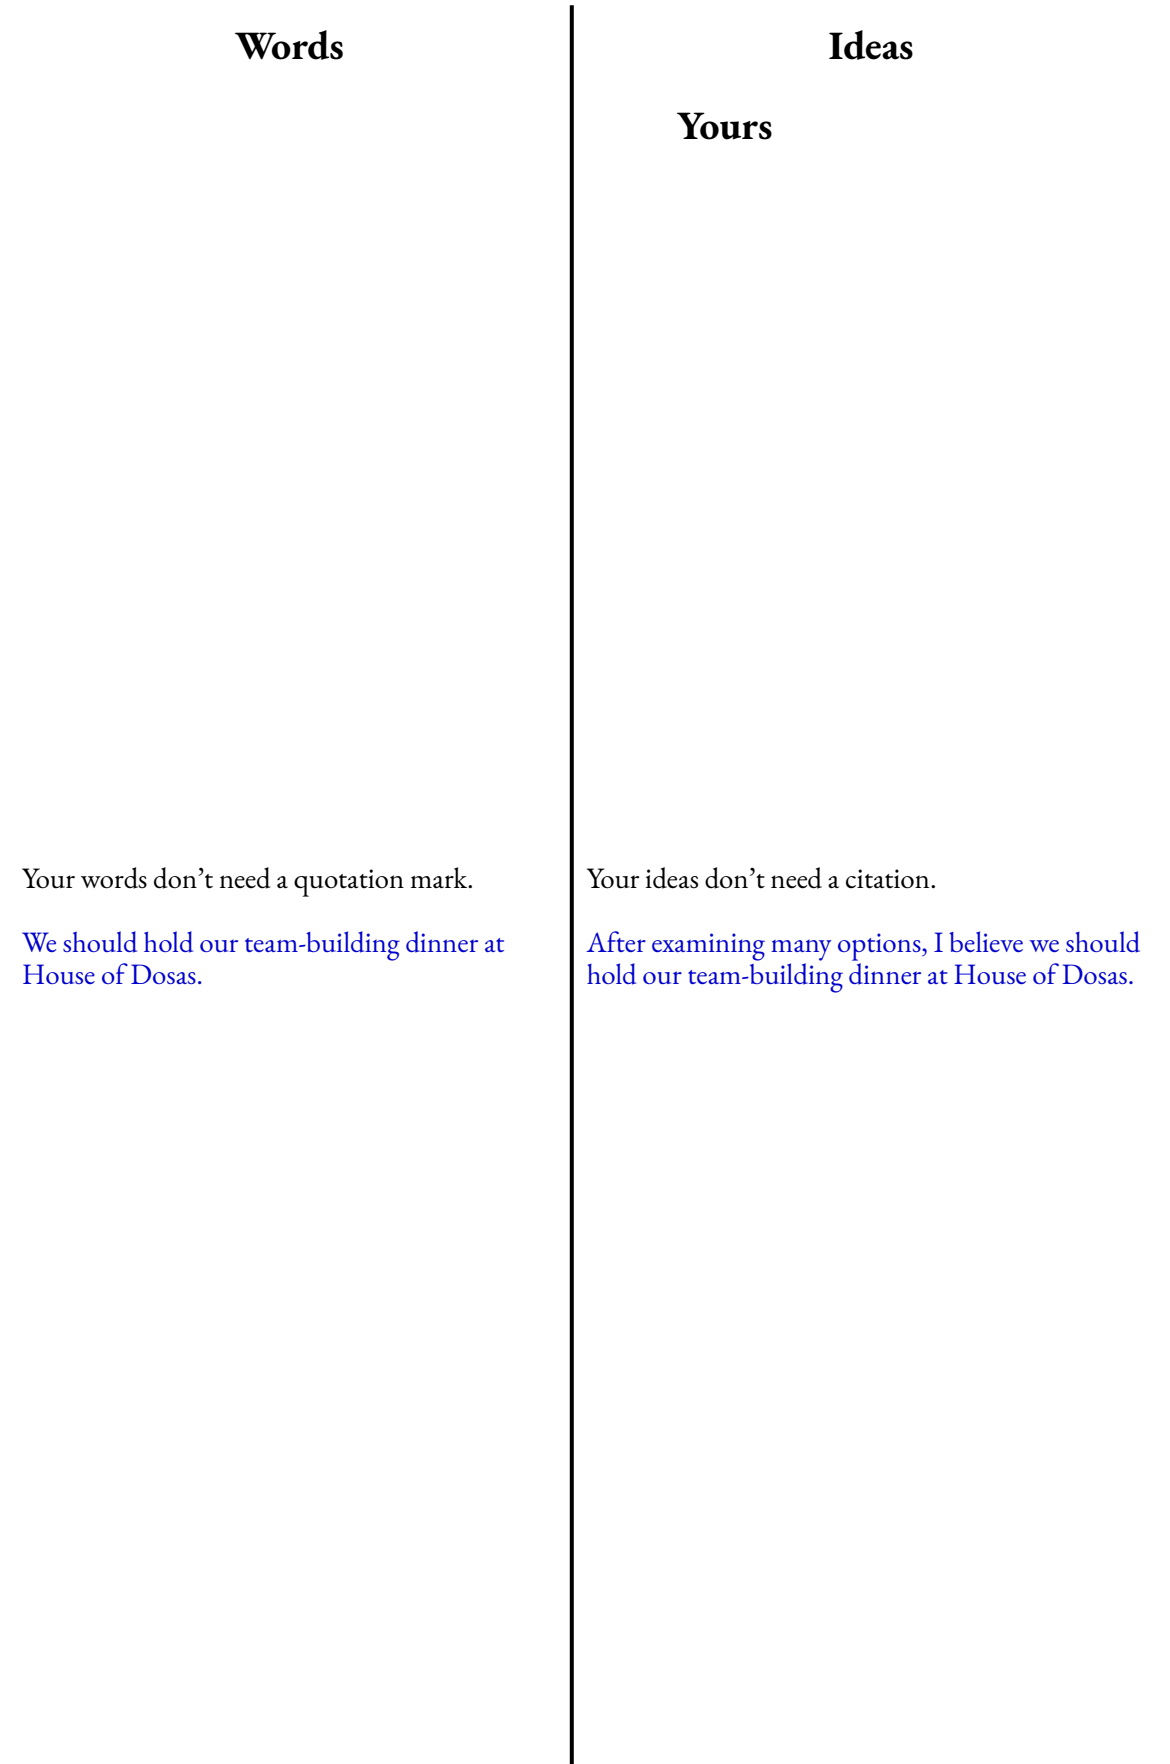 Words
Ideas
Yours
Your words don’t need a quotation mark.
We should hold our team-building dinner at
House of Dosas.
Your ideas don’t need a citation.
After examining many options, I believe we should
hold our team-building dinner at House of Dosas.